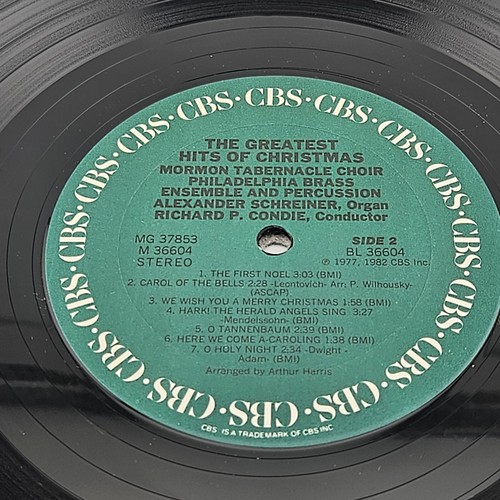 CBS · CBS · CBS · CBS · CBS · CBS · CBS · CBS · CBS · CBS · CBS · CBS · CBS · CBS · CBS · CBS
THE GREATEST
HITS OF CHRISTMAS
MORMON TABERNACLE CHOIR
PHILADELPHIA BRASS
ENSEMBLE AND PERCUSSION
ALEXANDER SCHREINER, Organ
RICHARD P. CONDIE, Conductor
MG 37853
M 36604
STEREO
SIDE 2
BL 36604
℗ 1977, 1982 CBS Inc.
1. THE FIRST NOEL 3:03 (BMI)
2. CAROL OF THE BELLS 2:28 -Leontovich- Arr: P. Wilhousky-
(ASCAP)
3. WE WISH YOU A MERRY CHRISTMAS 1:58 (BMI)
4. HARK! THE HERALD ANGELS SING 3:27
-Mendelssohn- (BMI)
5. O TANNENBAUM 2:39 (BMI)
6. HERE WE COME A-CAROLING 1:38 (BMI)
7. O HOLY NIGHT 2:34 -Dwight -
Adam- (BMI)
Arranged by Arthur Harris
CBS IS A TRADEMARK OF CBS INC